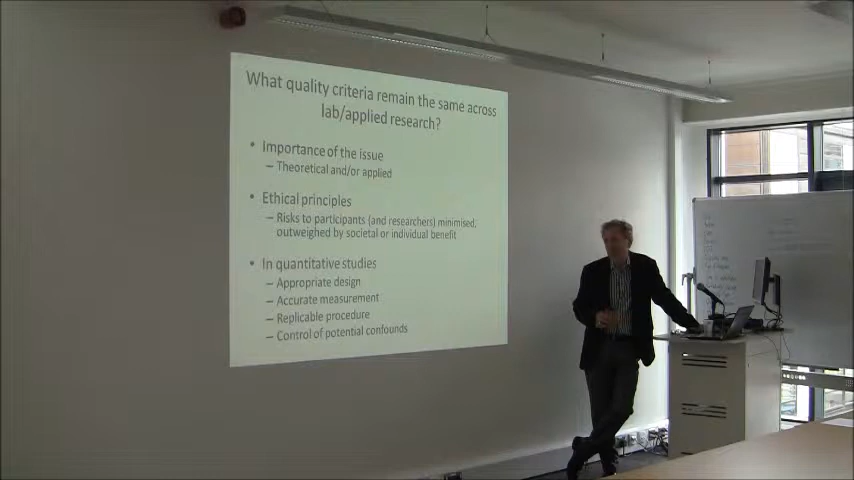 What quality criteria remain the same across
lab/applied research?
• Importance of the issue
– Theoretical and/or applied
• Ethical principles
– Risks to participants (and researchers) minimised,
outweighed by societal or individual benefit
• In quantitative studies
– Appropriate design
– Accurate measurement
– Replicable procedure
– Control of potential confounds